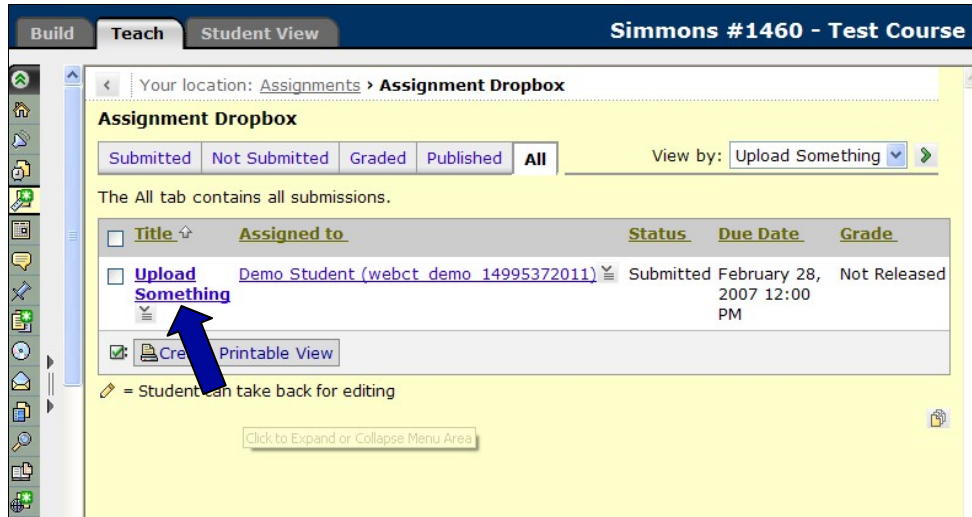 Build Teach Student View Simmons #1460 - Test Course
Your location: Assignments › Assignment Dropbox
Assignment Dropbox
Submitted Not Submitted Graded Published All View by: Upload Something
The All tab contains all submissions.
Title Assigned to Status Due Date Grade
Upload Demo Student (webct_demo_14995372011) Submitted February 28, Not Released
Something 2007 12:00
PM
Printable View
= Student can take back for editing
Click to Expand or Collapse Menu Area